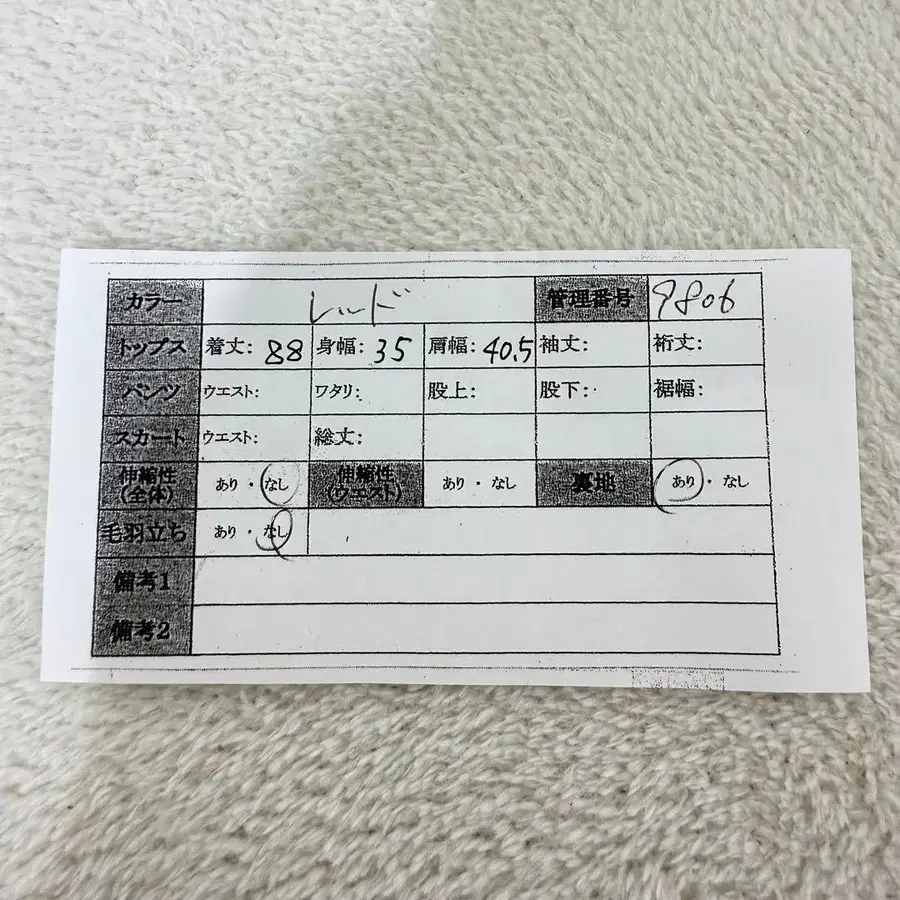 カラー レッド 管理番号 9806
トップス 着丈: 88 身幅: 35 肩幅: 40.5 袖丈: 裄丈:
パンツ ウエスト: ワタリ: 股上: 股下: 裾幅:
スカート ウエスト: 総丈:
伸縮性(全体) あり・なし 伸縮性(ウエスト) あり・なし 裏地 あり・なし
毛羽立ち あり・なし
備考1
備考2